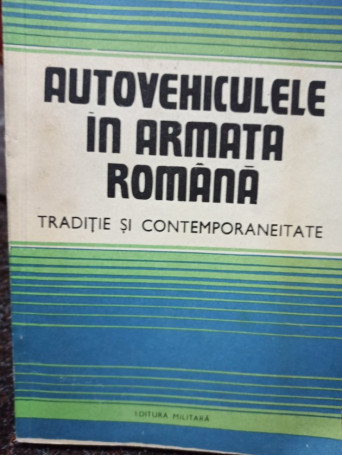 AUTOVEHICULELE
ÎN ARMATA
ROMÂNĂ
TRADIȚIE ȘI CONTEMPORANEITATE
EDITURA MILITARĂ